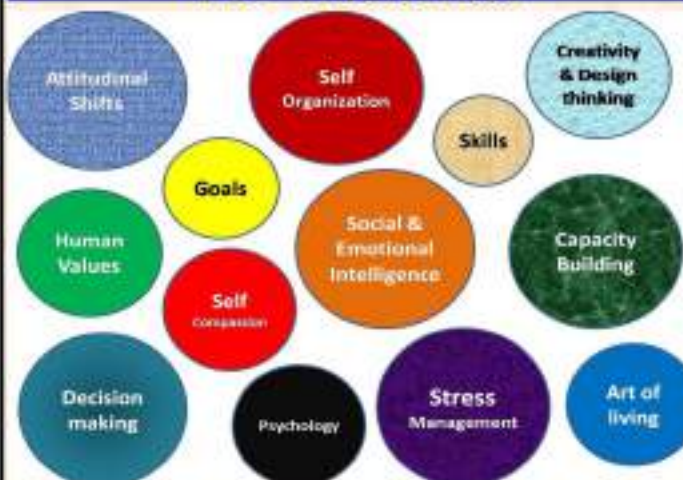 Attitudinal
Shifts
Self
Organization
Creativity
& Design
thinking
Skills
Goals
Social &
Emotional
Intelligence
Human
Values
Capacity
Building
Self
Compassion
Decision
making
Psychology
Stress
Management
Art of
living